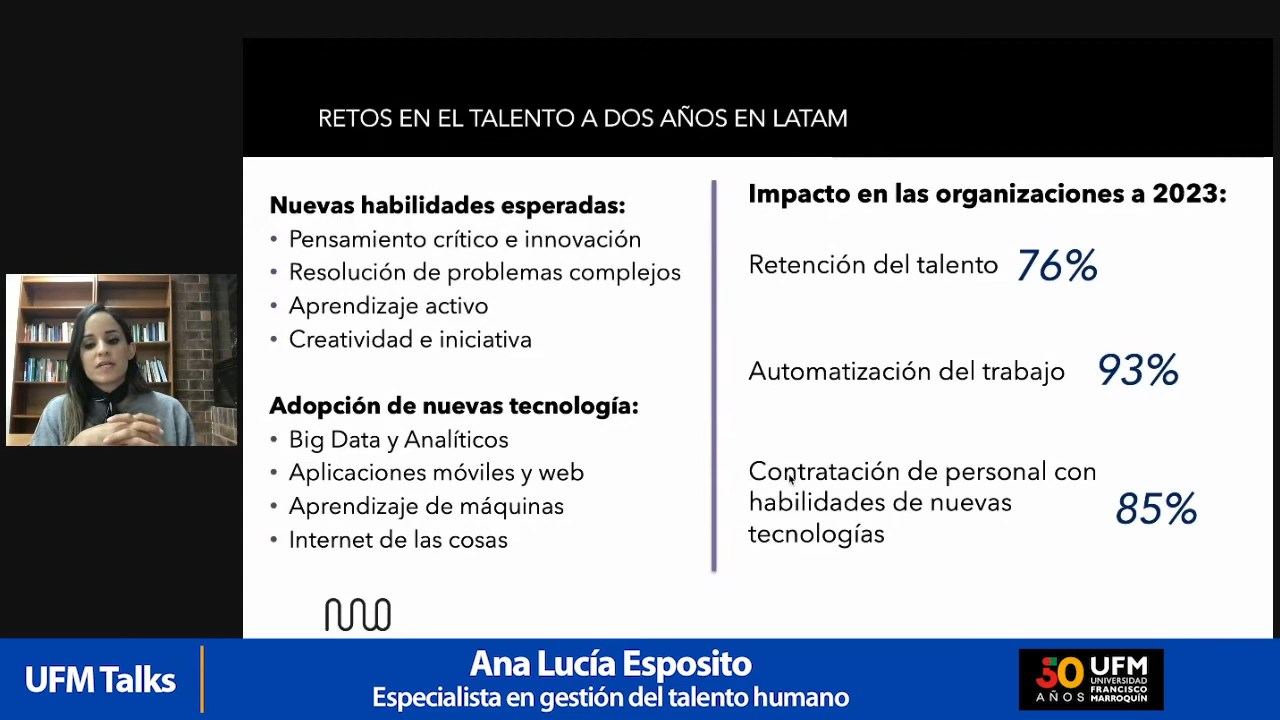 RETOS EN EL TALENTO A DOS AÑOS EN LATAM
Nuevas habilidades esperadas:
• Pensamiento crítico e innovación
• Resolución de problemas complejos
• Aprendizaje activo
• Creatividad e iniciativa
Adopción de nuevas tecnología:
• Big Data y Analíticos
• Aplicaciones móviles y web
• Aprendizaje de máquinas
• Internet de las cosas
Impacto en las organizaciones a 2023:
Retención del talento 76%
Automatización del trabajo 93%
Contratación de personal con
habilidades de nuevas
tecnologías
85%
UFM Talks
Ana Lucía Esposito
Especialista en gestión del talento humano
50
AÑOS
UFM
UNIVERSIDAD
FRANCISCO
MARROQUÍN